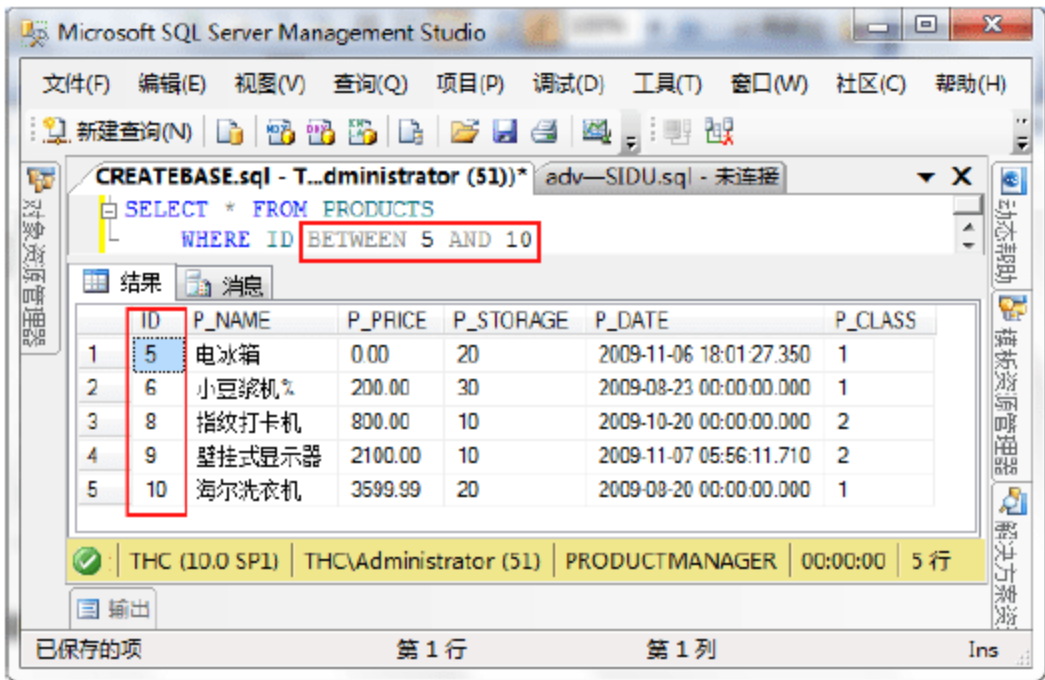 Microsoft SQL Server Management Studio
文件(F) 编辑(E) 视图(V) 查询(Q) 项目(P) 调试(D) 工具(T) 窗口(W) 社区(C) 帮助(H)
新建查询(N)
CREATEBASE.sql - T...dministrator (51))* adv—SIDU.sql - 未连接
SELECT * FROM PRODUCTS
WHERE ID BETWEEN 5 AND 10
结果 消息
ID P_NAME P_PRICE P_STORAGE P_DATE P_CLASS
1 5 电冰箱 0.00 20 2009-11-06 18:01:27.350 1
2 6 小豆浆机% 200.00 30 2009-08-23 00:00:00.000 1
3 8 指纹打卡机 800.00 10 2009-10-20 00:00:00.000 2
4 9 壁挂式显示器 2100.00 10 2009-11-07 05:56:11.710 2
5 10 海尔洗衣机 3599.99 20 2009-08-20 00:00:00.000 1
THC (10.0 SP1) THC\Administrator (51) PRODUCTMANAGER 00:00:00 5 行
输出
已保存的项 第 1 行 第 1 列 Ins
对象资源管理器
动态帮助
模板资源管理器
解决方案资